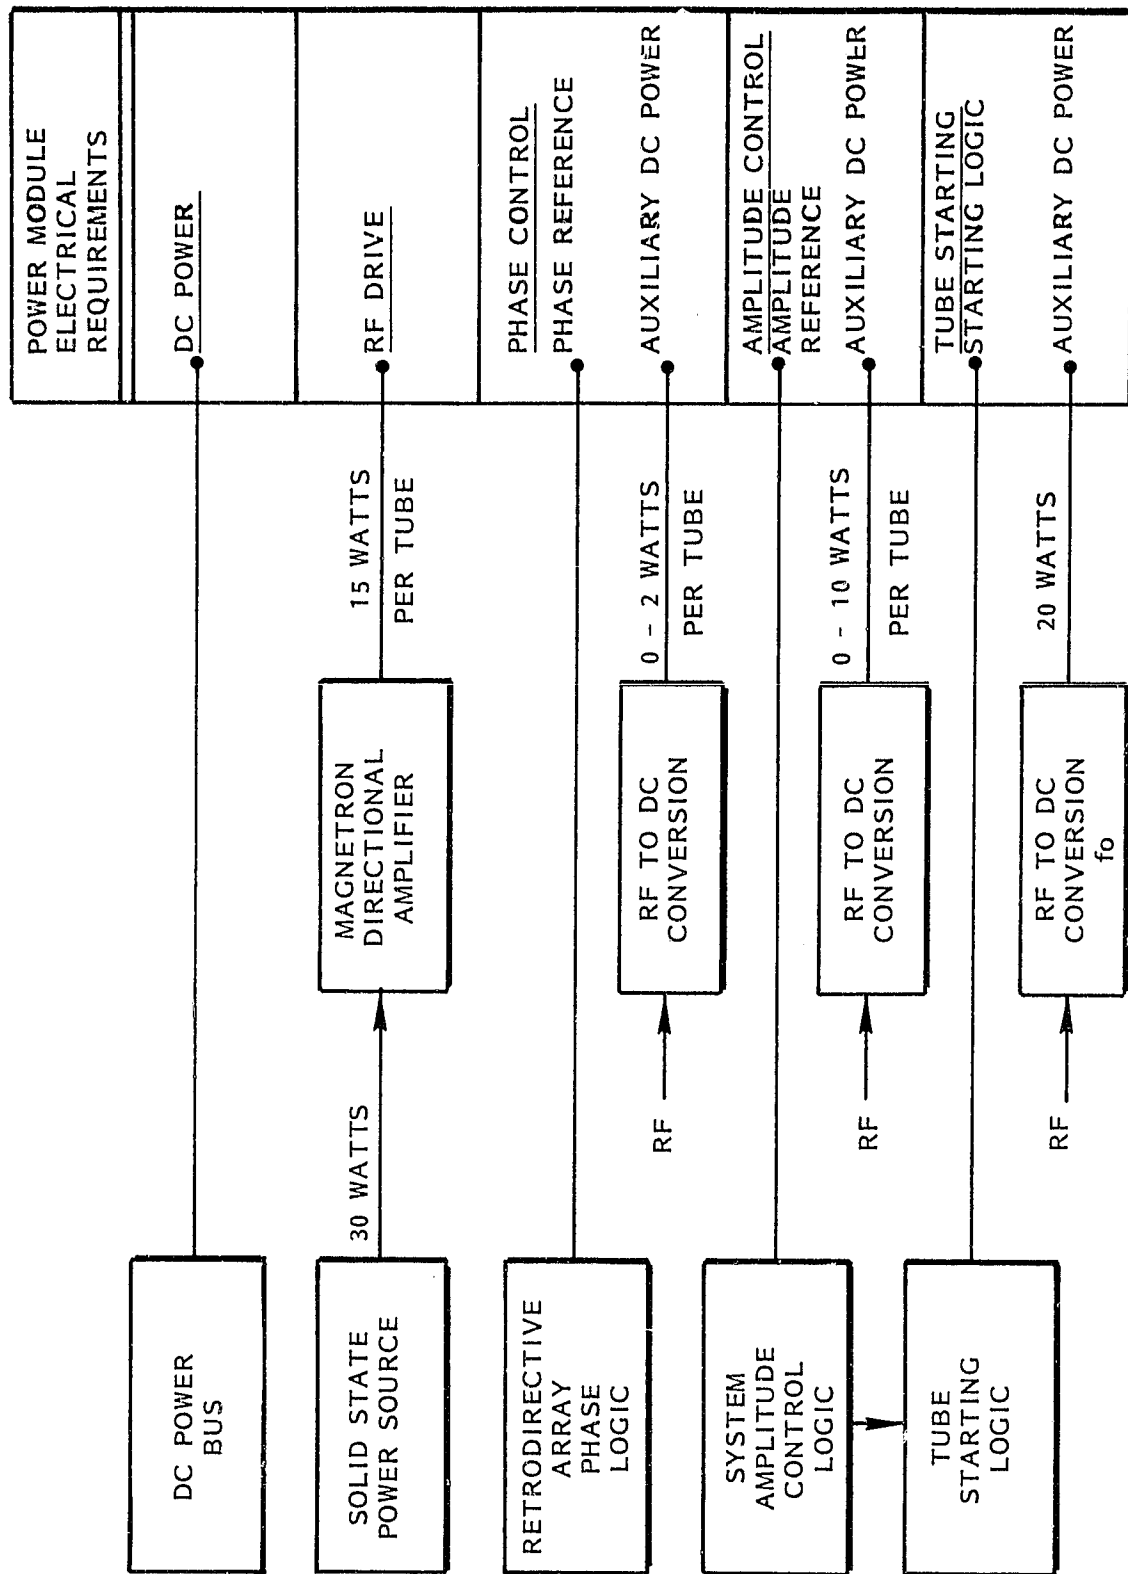 POWER MODULE
ELECTRICAL
REQUIREMENTS
DC POWER
BUS
DC POWER
SOLID STATE
POWER SOURCE
30 WATTS
MAGNETRON
DIRECTIONAL
AMPLIFIER
15 WATTS
PER TUBE
RF DRIVE
RETRODIRECTIVE
ARRAY
PHASE
LOGIC
PHASE CONTROL
PHASE REFERENCE
RF
RF TO DC
CONVERSION
0 - 2 WATTS
PER TUBE
AUXILIARY DC POWER
SYSTEM
AMPLITUDE
CONTROL
LOGIC
AMPLITUDE CONTROL
AMPLITUDE
REFERENCE
RF
RF TO DC
CONVERSION
0 - 10 WATTS
PER TUBE
AUXILIARY DC POWER
TUBE
STARTING
LOGIC
TUBE STARTING
STARTING LOGIC
RF
RF TO DC
CONVERSION
fo
20 WATTS
AUXILIARY DC POWER